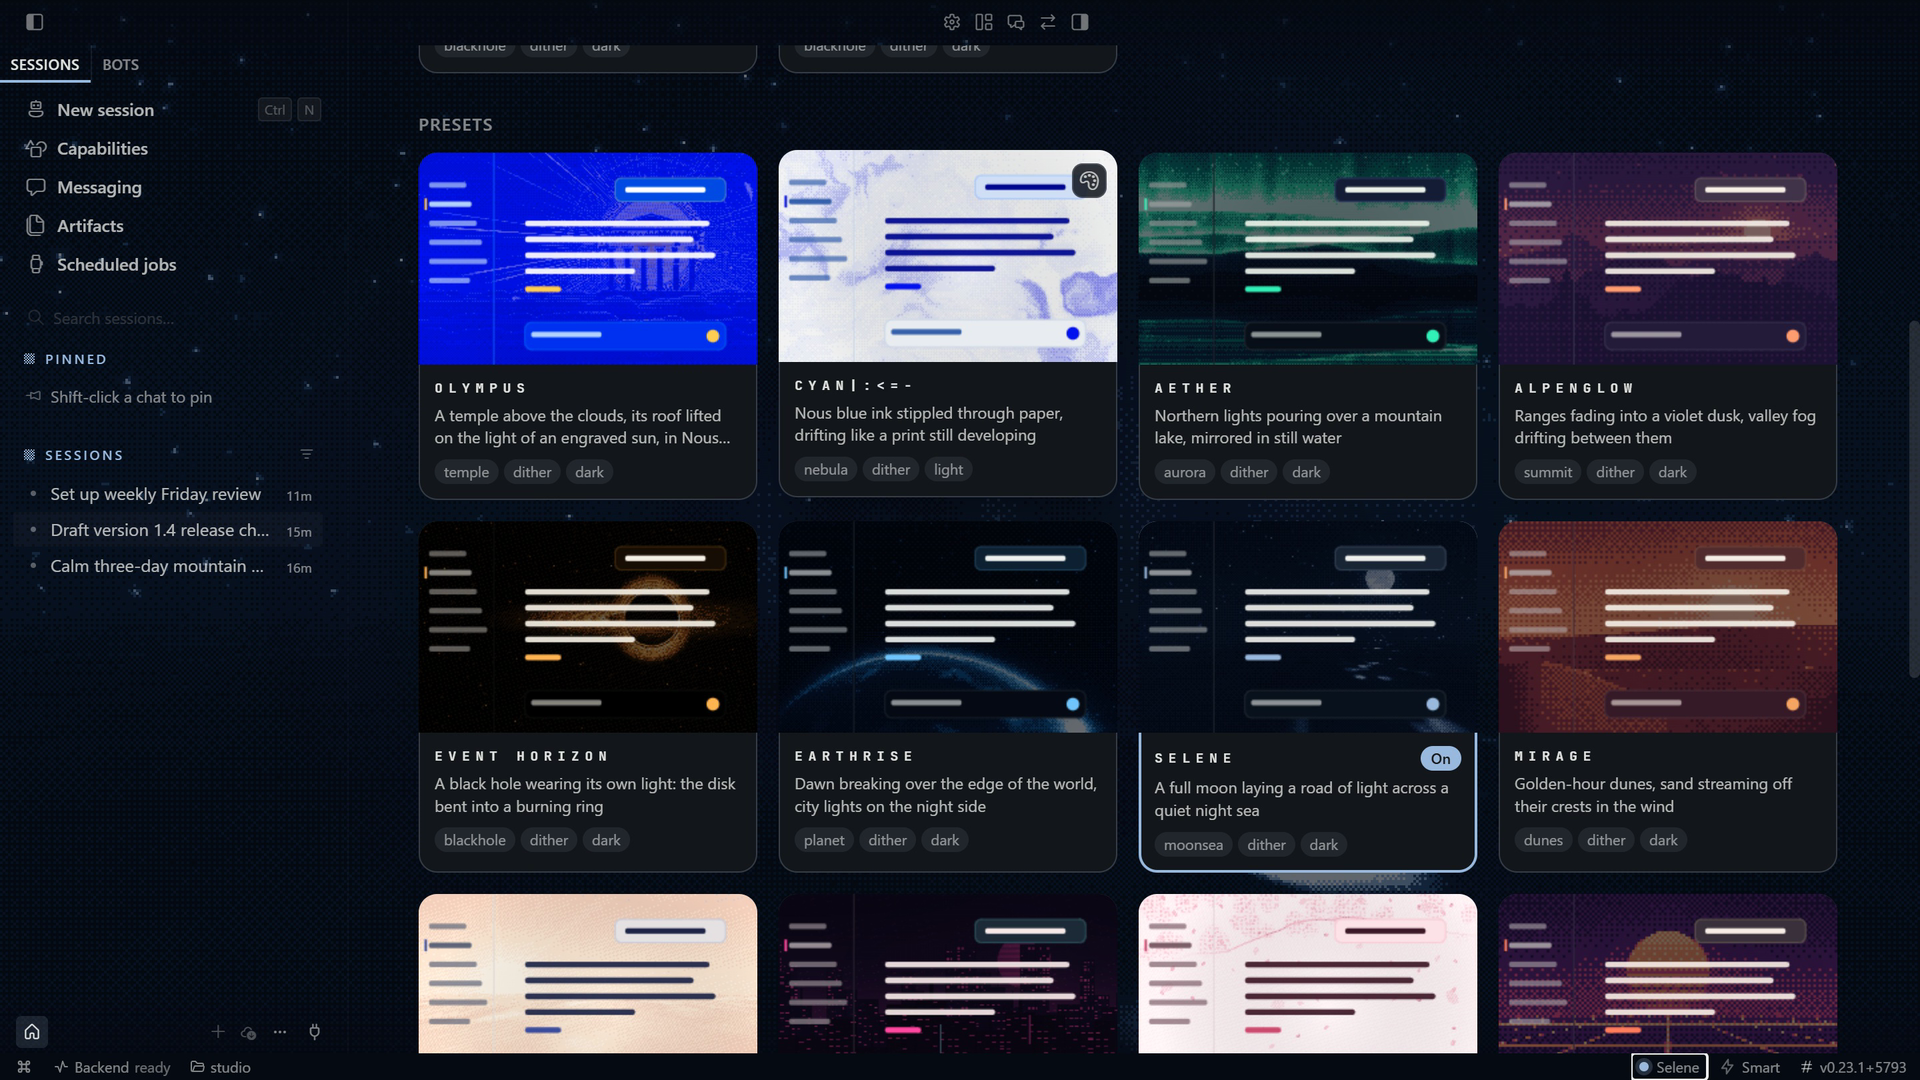 SESSIONS
BOTS
New session
Ctrl
N
Capabilities
Messaging
Artifacts
Scheduled jobs
Search sessions...
PINNED
Shift-click a chat to pin
SESSIONS
Set up weekly Friday review
11m
Draft version 1.4 release ch...
15m
Calm three-day mountain ...
16m
blackhole dither dark
blackhole dither dark
PRESETS
OLYMPUS
A temple above the clouds, its roof lifted
on the light of an engraved sun, in Nous...
temple dither dark
CYAN|:<=-
Nous blue ink stippled through paper,
drifting like a print still developing
nebula dither light
AETHER
Northern lights pouring over a mountain
lake, mirrored in still water
aurora dither dark
ALPENGLOW
Ranges fading into a violet dusk, valley fog
drifting between them
summit dither dark
EVENT HORIZON
A black hole wearing its own light: the disk
bent into a burning ring
blackhole dither dark
EARTHRISE
Dawn breaking over the edge of the world,
city lights on the night side
planet dither dark
SELENE
On
A full moon laying a road of light across a
quiet night sea
moonsea dither dark
MIRAGE
Golden-hour dunes, sand streaming off
their crests in the wind
dunes dither dark
Backend ready
studio
Selene
Smart
# v0.23.1+5793